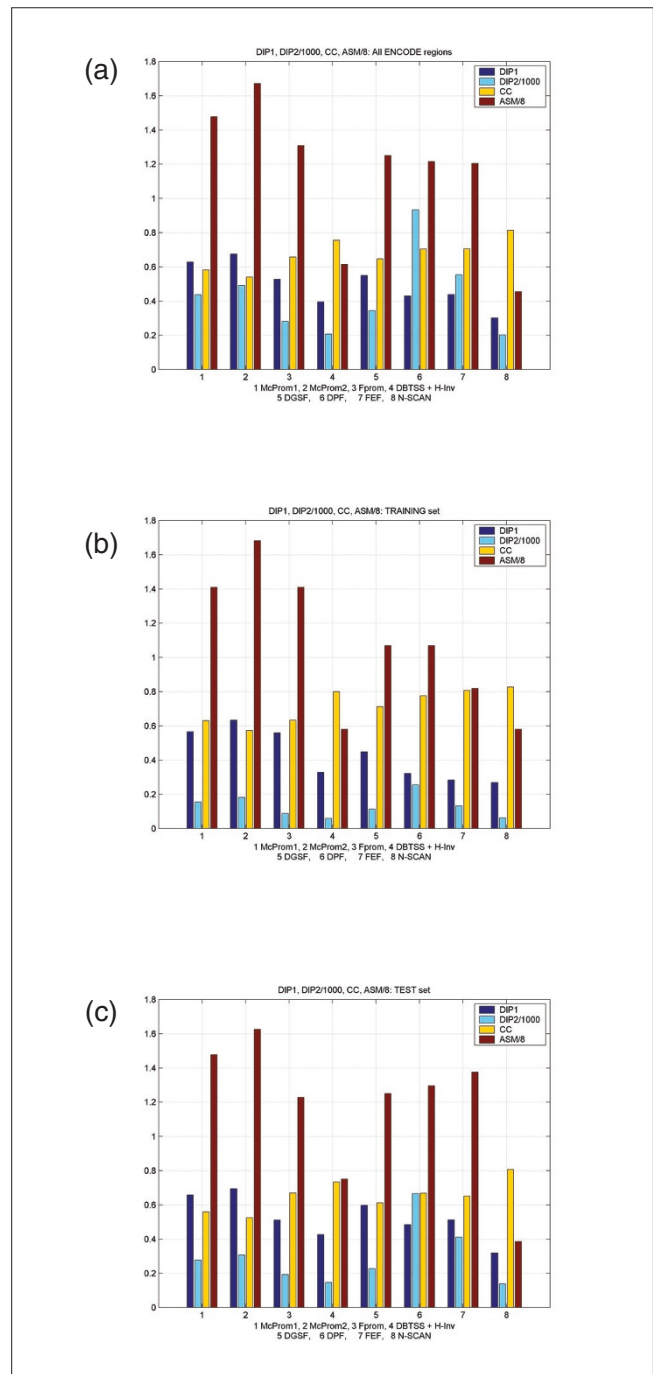 (a)
DIP1, DIP2/1000, CC, ASM/8: All ENCODE regions
1.8
1.6
1.4
1.2
1
0.8
0.6
0.4
0.2
0
DIP1
DIP2/1000
CC
ASM/8
1 2 3 4 5 6 7 8
1 McProm1, 2 McProm2, 3 Fprom, 4 DBTSS + H-Inv
5 DGSF, 6 DPF, 7 FEF, 8 N-SCAN
(b)
DIP1, DIP2/1000, CC, ASM/8: TRAINING set
1.8
1.6
1.4
1.2
1
0.8
0.6
0.4
0.2
0
DIP1
DIP2/1000
CC
ASM/8
1 2 3 4 5 6 7 8
1 McProm1, 2 McProm2, 3 Fprom, 4 DBTSS + H-Inv
5 DGSF, 6 DPF, 7 FEF, 8 N-SCAN
(c)
DIP1, DIP2/1000, CC, ASM/8: TEST set
1.8
1.6
1.4
1.2
1
0.8
0.6
0.4
0.2
0
DIP1
DIP2/1000
CC
ASM/8
1 2 3 4 5 6 7 8
1 McProm1, 2 McProm2, 3 Fprom, 4 DBTSS + H-Inv
5 DGSF, 6 DPF, 7 FEF, 8 N-SCAN